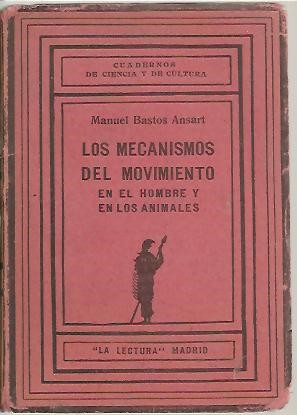 CUADERNOS
DE CIENCIA Y DE CULTURA
Manuel Bastos Ansart
LOS MECANISMOS
DEL MOVIMIENTO
EN EL HOMBRE Y
EN LOS ANIMALES
"LA LECTURA" MADRID